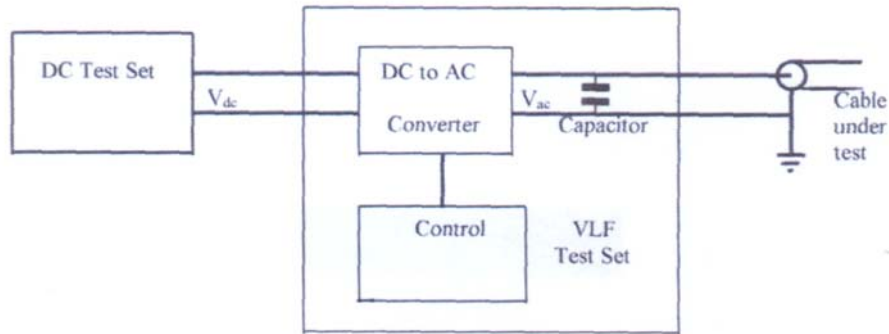 DC Test Set
V_dc
DC to AC
Converter
V_ac
Capacitor
Cable
under
test
Control
VLF
Test Set